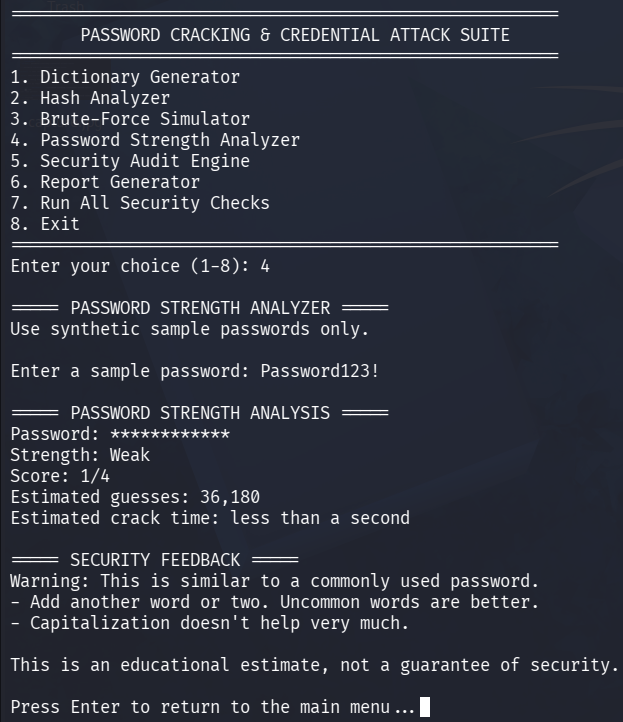 ════════════════════════════════════════
PASSWORD CRACKING & CREDENTIAL ATTACK SUITE
════════════════════════════════════════
1. Dictionary Generator
2. Hash Analyzer
3. Brute-Force Simulator
4. Password Strength Analyzer
5. Security Audit Engine
6. Report Generator
7. Run All Security Checks
8. Exit
════════════════════════════════════════
Enter your choice (1-8): 4
===== PASSWORD STRENGTH ANALYZER =====
Use synthetic sample passwords only.
Enter a sample password: Password123!
===== PASSWORD STRENGTH ANALYSIS =====
Password: ************
Strength: Weak
Score: 1/4
Estimated guesses: 36,180
Estimated crack time: less than a second
===== SECURITY FEEDBACK =====
Warning: This is similar to a commonly used password.
- Add another word or two. Uncommon words are better.
- Capitalization doesn't help very much.
This is an educational estimate, not a guarantee of security.
Press Enter to return to the main menu...